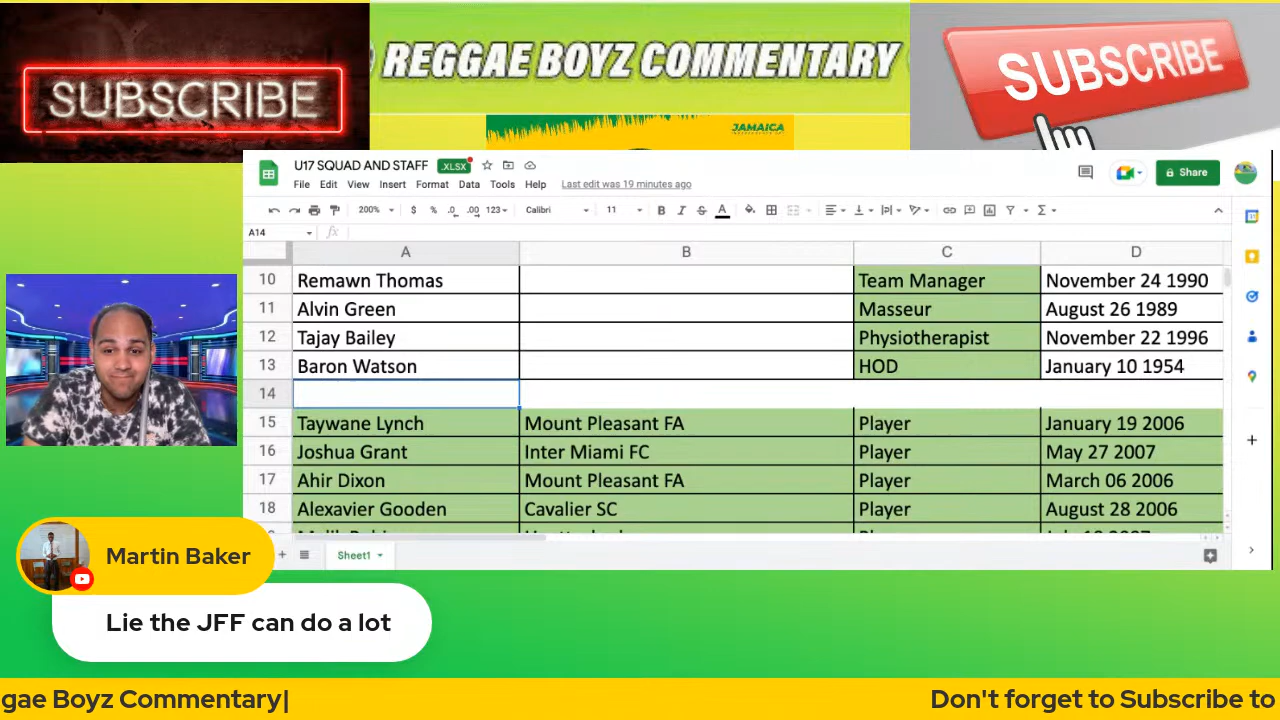 SUBSCRIBE
REGGAE BOYZ COMMENTARY
SUBSCRIBE
JAMAICA
U17 SQUAD AND STAFF .XLSX
File Edit View Insert Format Data Tools Help Last edit was 19 minutes ago
Share
200% $ % .0 .00 123 Calibri 11 B I S A
A14 fx
A B C D
10 Remawn Thomas Team Manager November 24 1990
11 Alvin Green Masseur August 26 1989
12 Tajay Bailey Physiotherapist November 22 1996
13 Baron Watson HOD January 10 1954
14
15 Taywane Lynch Mount Pleasant FA Player January 19 2006
16 Joshua Grant Inter Miami FC Player May 27 2007
17 Ahir Dixon Mount Pleasant FA Player March 06 2006
18 Alexavier Gooden Cavalier SC Player August 28 2006
Sheet1
Martin Baker
Lie the JFF can do a lot
gae Boyz Commentary| Don't forget to Subscribe to